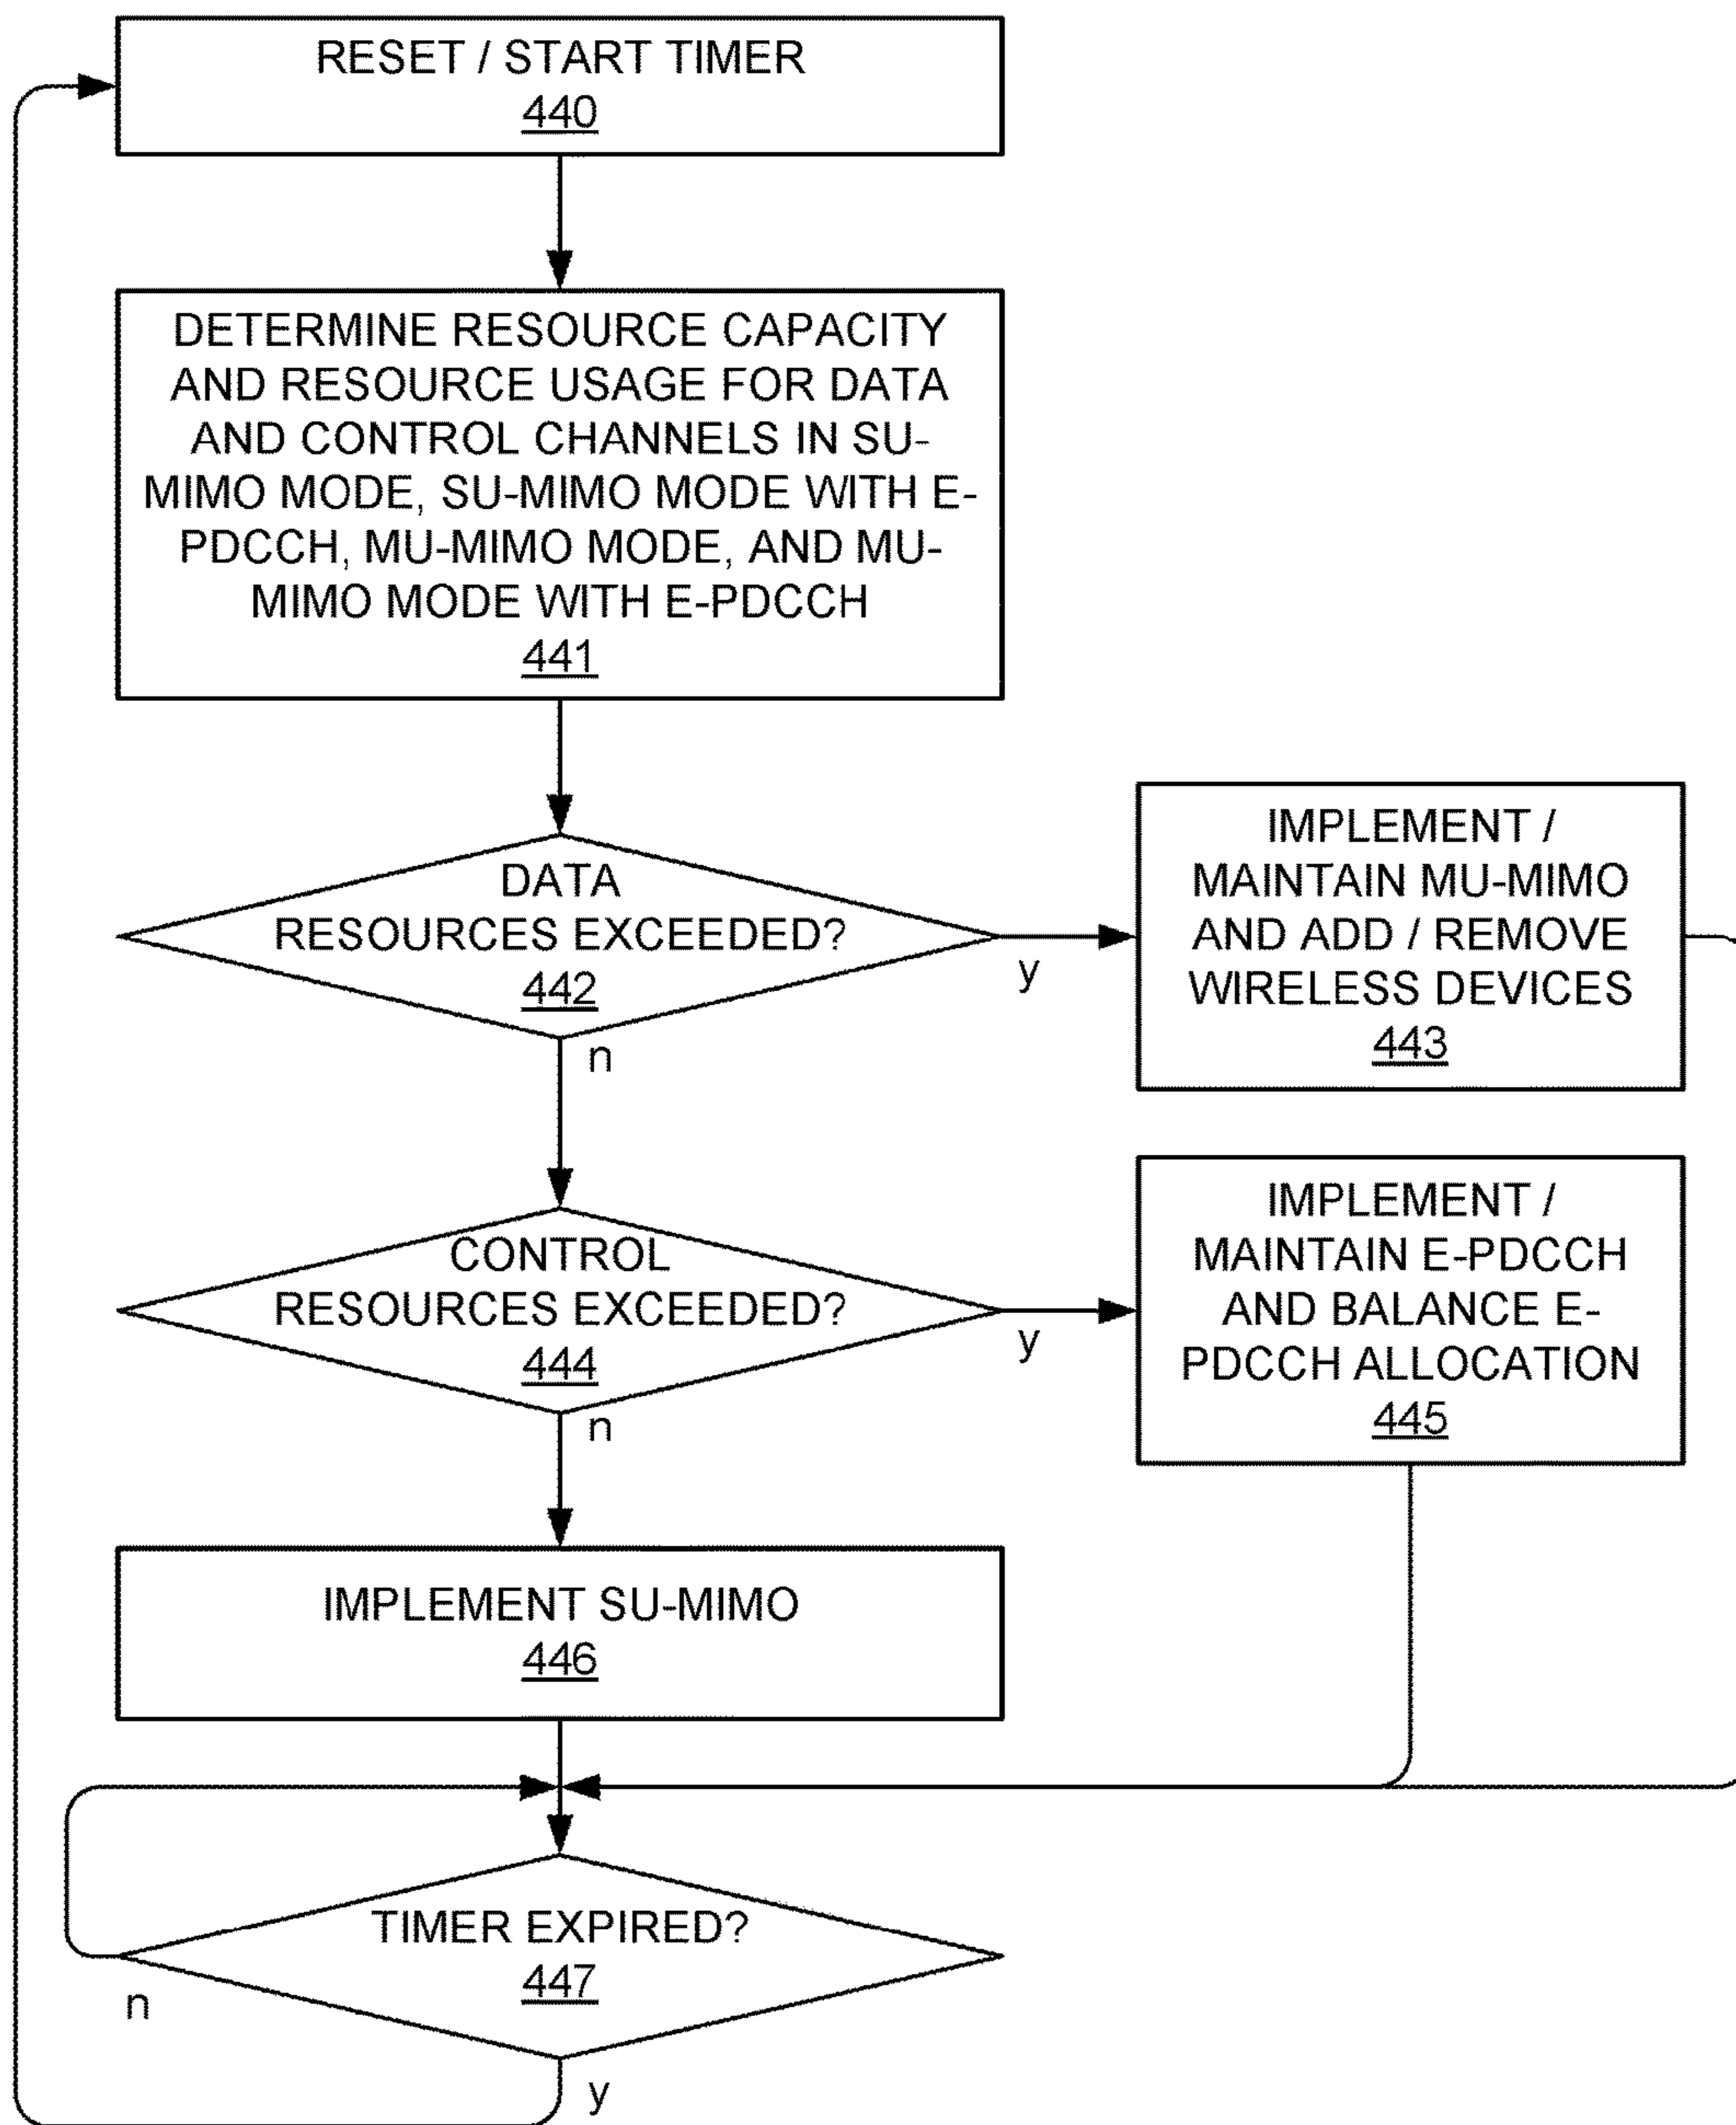 RESET / START TIMER
440
DETERMINE RESOURCE CAPACITY
AND RESOURCE USAGE FOR DATA
AND CONTROL CHANNELS IN SU-
MIMO MODE, SU-MIMO MODE WITH E-
PDCCH, MU-MIMO MODE, AND MU-
MIMO MODE WITH E-PDCCH
441
DATA
RESOURCES EXCEEDED?
442
y
n
IMPLEMENT /
MAINTAIN MU-MIMO
AND ADD / REMOVE
WIRELESS DEVICES
443
CONTROL
RESOURCES EXCEEDED?
444
y
n
IMPLEMENT /
MAINTAIN E-PDCCH
AND BALANCE E-
PDCCH ALLOCATION
445
IMPLEMENT SU-MIMO
446
TIMER EXPIRED?
447
n
y